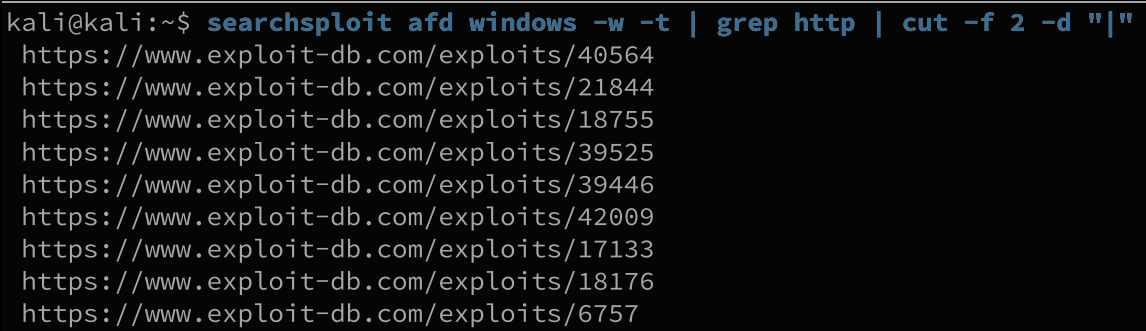 kali@kali:~$ searchsploit afd windows -w -t | grep http | cut -f 2 -d "|"
https://www.exploit-db.com/exploits/40564
https://www.exploit-db.com/exploits/21844
https://www.exploit-db.com/exploits/18755
https://www.exploit-db.com/exploits/39525
https://www.exploit-db.com/exploits/39446
https://www.exploit-db.com/exploits/42009
https://www.exploit-db.com/exploits/17133
https://www.exploit-db.com/exploits/18176
https://www.exploit-db.com/exploits/6757